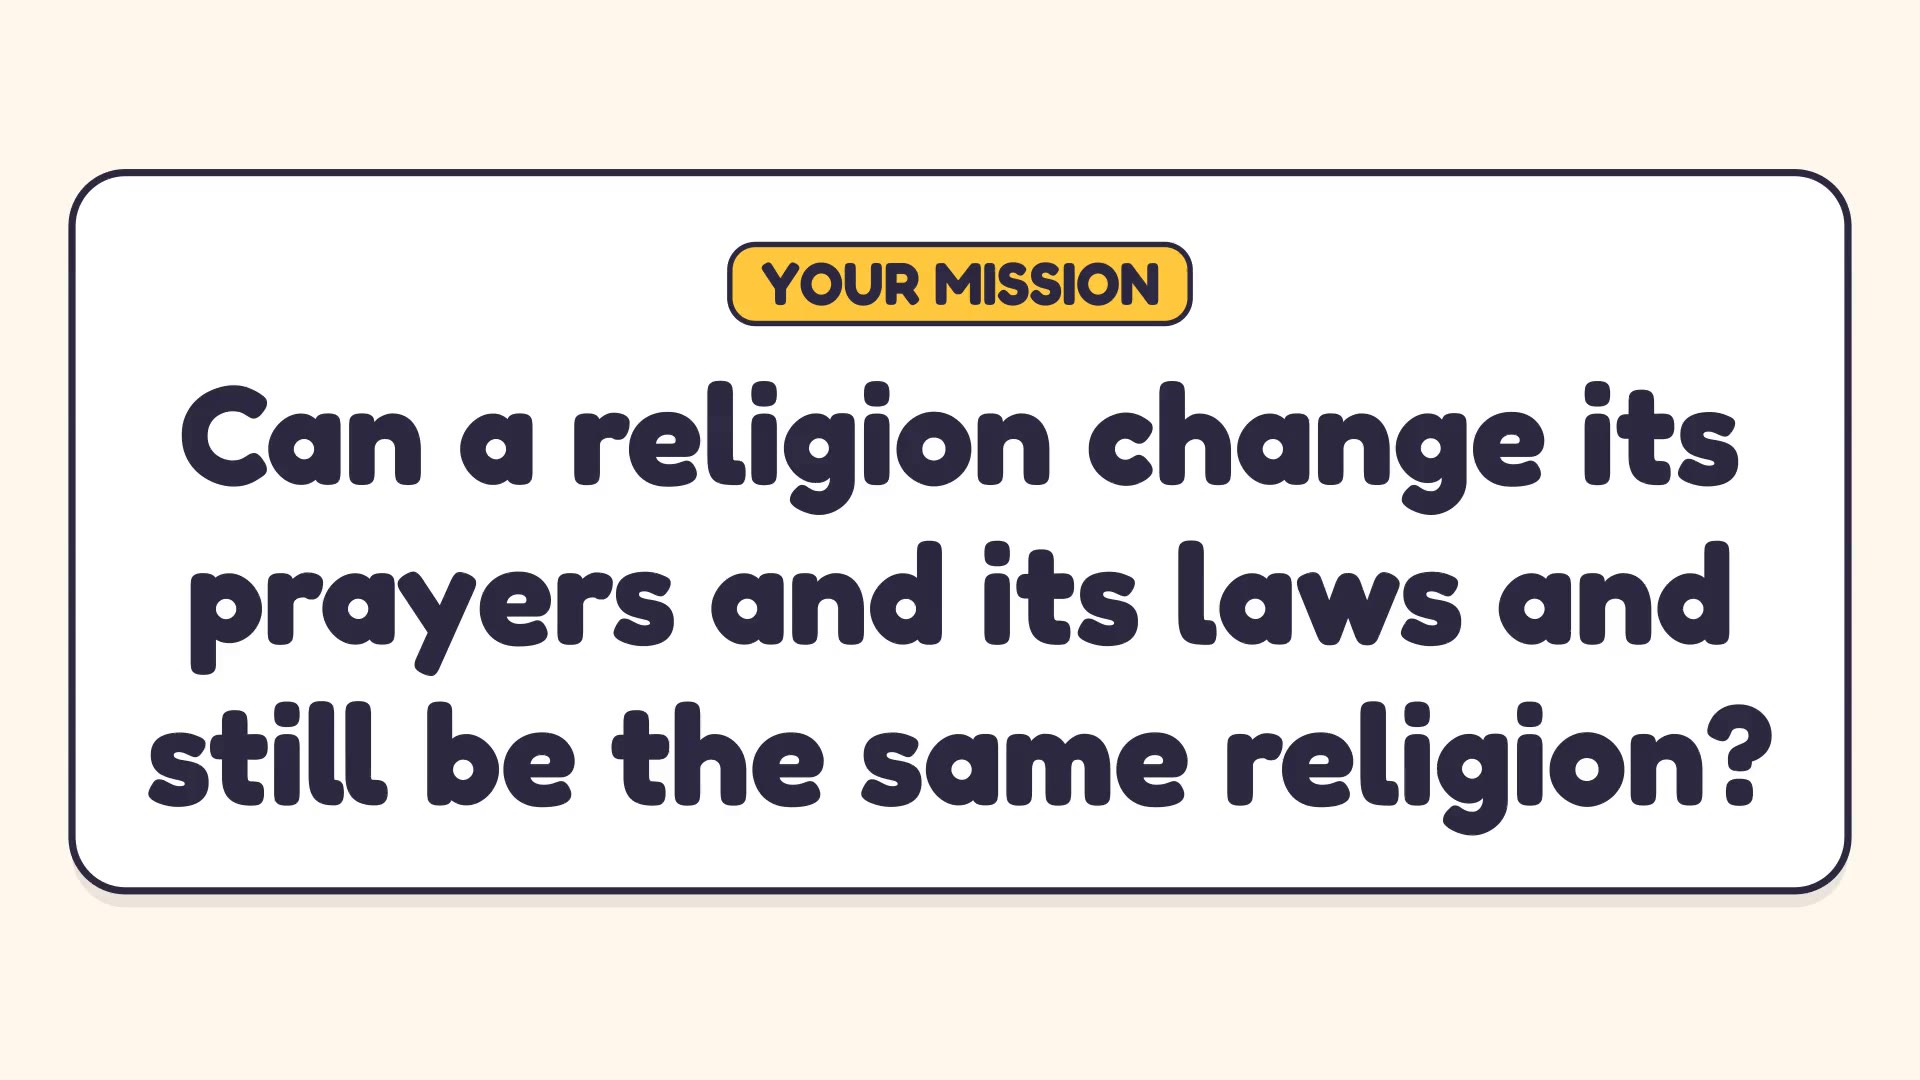 YOUR MISSION
Can a religion change its
prayers and its laws and
still be the same religion?